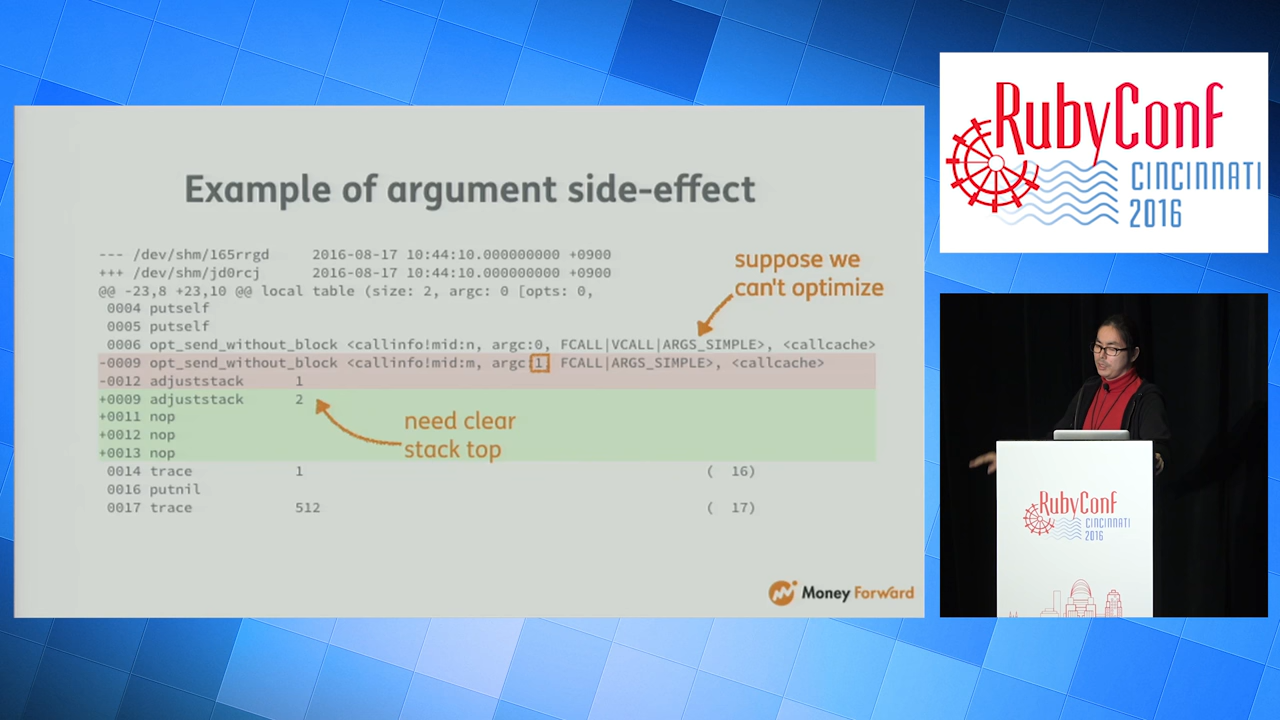 Example of argument side-effect
--- /dev/shm/165rrgd 2016-08-17 10:44:10.000000000 +0900
+++ /dev/shm/jd0rcj 2016-08-17 10:44:10.000000000 +0900
@@ -23,8 +23,10 @@ local table (size: 2, argc: 0 [opts: 0,
0004 putself
0005 putself
0006 opt_send_without_block <callinfo!mid:n, argc:0, FCALL|VCALL|ARGS_SIMPLE>, <callcache>
-0009 opt_send_without_block <callinfo!mid:m, argc:1, FCALL|ARGS_SIMPLE>, <callcache>
-0012 adjuststack 1
+0009 adjuststack 2
+0011 nop
+0012 nop
+0013 nop
0014 trace 1 ( 16)
0016 putnil
0017 trace 512 ( 17)
suppose we
can't optimize
need clear
stack top
Money Forward
RubyConf
CINCINNATI
2016
RubyConf
CINCINNATI
2016